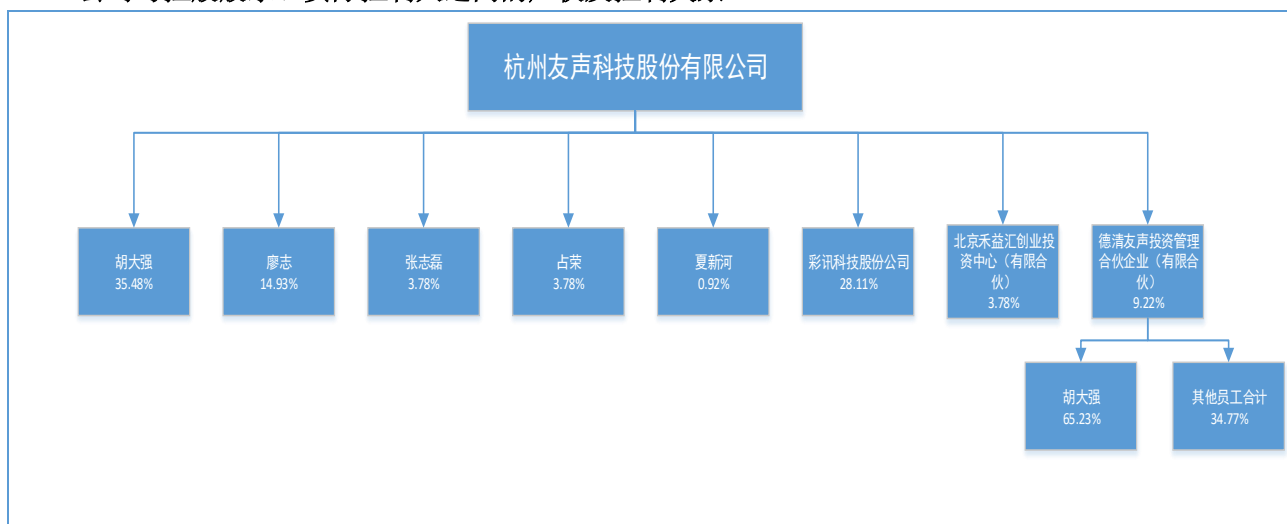 杭州友声科技股份有限公司
胡大强
35.48%
廖志
14.93%
张志磊
3.78%
占荣
3.78%
夏新河
0.92%
彩讯科技股份公司
28.11%
北京禾益汇创业投
资中心（有限合
伙）
3.78%
德清友声投资管理
合伙企业（有限合
伙）
9.22%
胡大强
65.23%
其他员工合计
34.77%